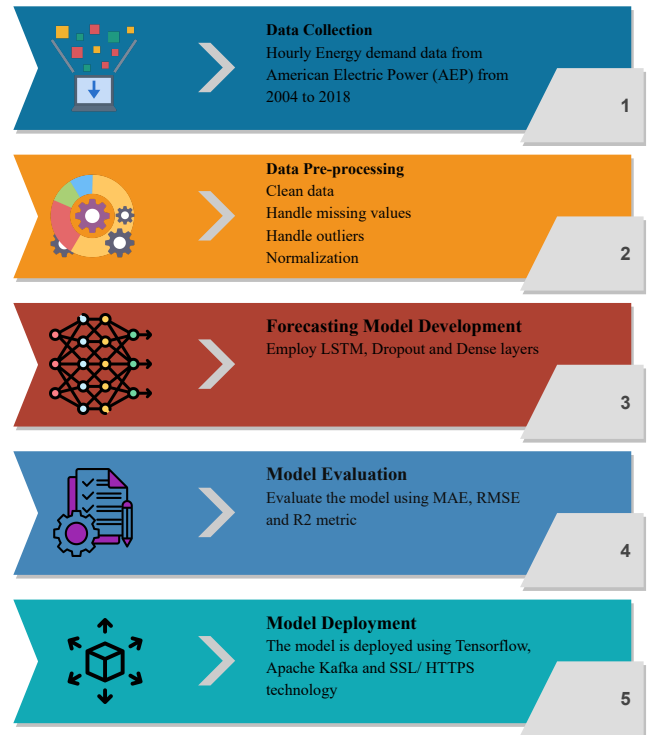 Data Collection
Hourly Energy demand data from
American Electric Power (AEP) from
2004 to 2018
1
Data Pre-processing
Clean data
Handle missing values
Handle outliers
Normalization
2
Forecasting Model Development
Employ LSTM, Dropout and Dense layers
3
Model Evaluation
Evaluate the model using MAE, RMSE
and R2 metric
4
Model Deployment
The model is deployed using Tensorflow,
Apache Kafka and SSL/ HTTPS
technology
5